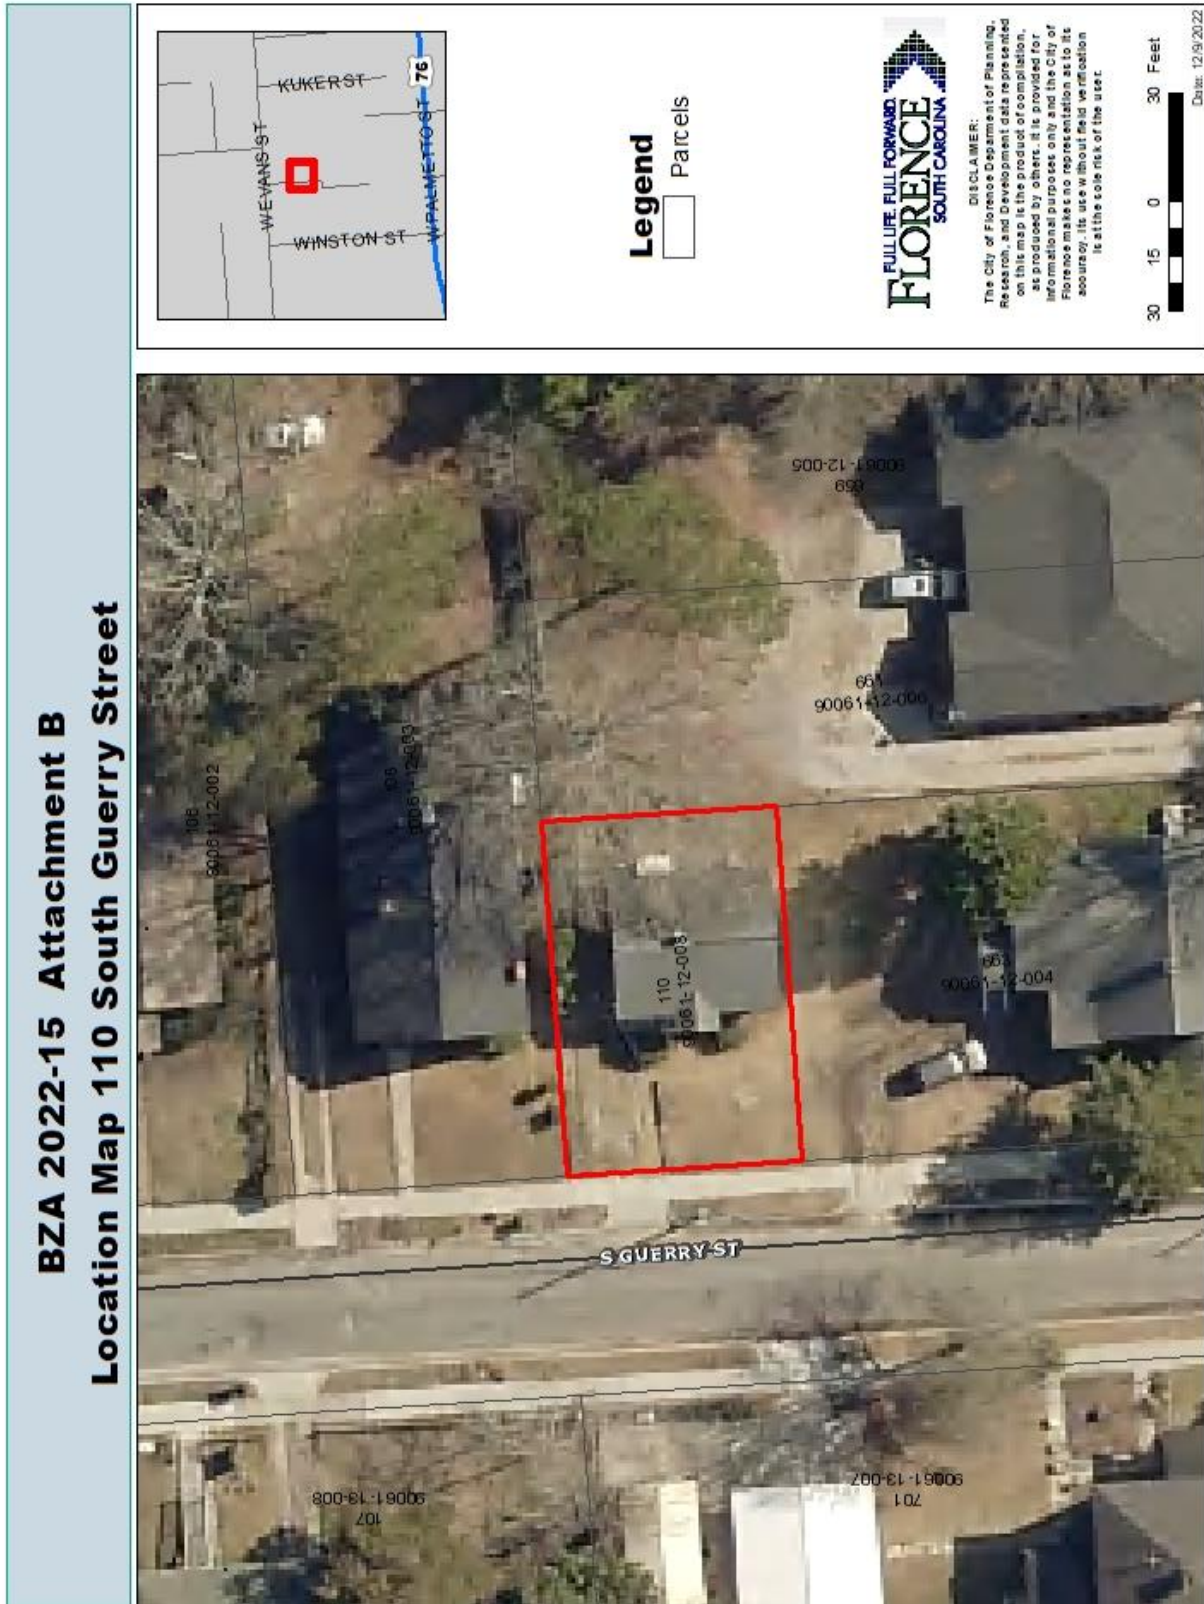 BZA 2022-15 Attachment B
Location Map 110 South Guerry Street
KUKER ST
W EVANS ST
WINSTON ST
W PALMETTO ST
76
Legend
Parcels
FULL LIFE. FULL FORWARD.
FLORENCE
SOUTH CAROLINA
DISCLAIMER:
The City of Florence Department of Planning,
Research, and Development data represented
on this map is the product of compilation,
as produced by others. It is provided for
informational purposes only and the City of
Florence makes no representation as to its
accuracy. Its use without field verification
is at the sole risk of the user.
30 15 0 30 Feet
Date: 12/9/2022
108
90061-12-002
106
90061-12-003
110
90061-12-008
659
90061-12-005
661
90061-12-006
663
90061-12-004
S GUERRY ST
107
90061-13-008
701
90061-13-007